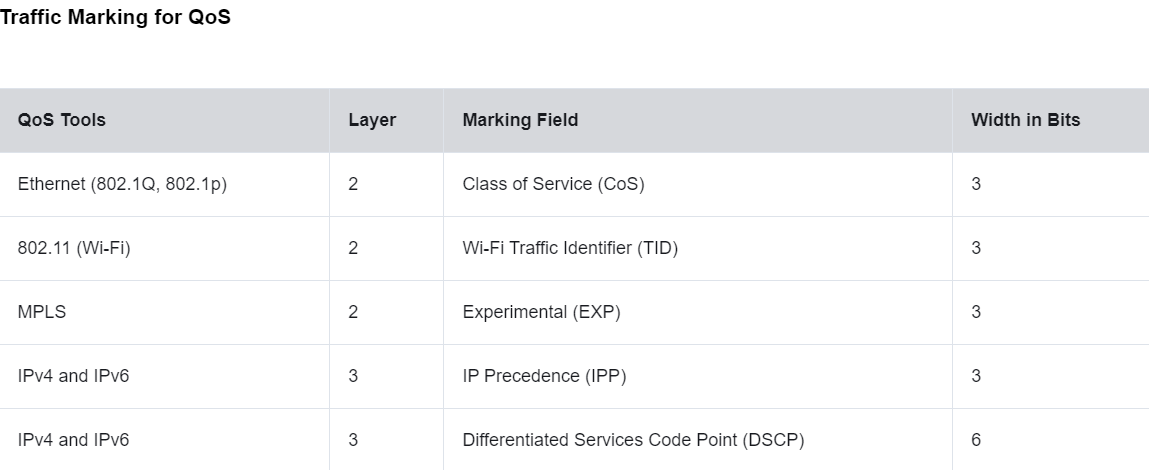 Traffic Marking for QoS
QoS Tools Layer Marking Field Width in Bits
Ethernet (802.1Q, 802.1p) 2 Class of Service (CoS) 3
802.11 (Wi-Fi) 2 Wi-Fi Traffic Identifier (TID) 3
MPLS 2 Experimental (EXP) 3
IPv4 and IPv6 3 IP Precedence (IPP) 3
IPv4 and IPv6 3 Differentiated Services Code Point (DSCP) 6